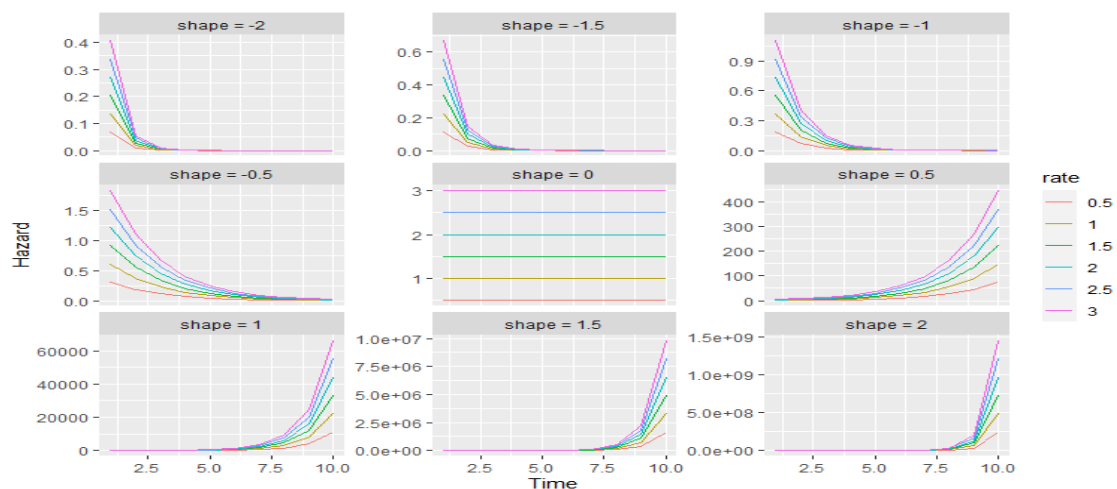 shape = -2
shape = -1.5
shape = -1
0.4
0.3
0.2
0.1
0.0
0.6
0.4
0.2
0.0
0.9
0.6
0.3
0.0
shape = -0.5
shape = 0
shape = 0.5
1.5
1.0
0.5
0.0
3
2
1
400
300
200
100
0
Hazard
rate
0.5
1
1.5
2
2.5
3
shape = 1
shape = 1.5
shape = 2
60000
40000
20000
0
1.0e+07
7.5e+06
5.0e+06
2.5e+06
0.0e+00
1.5e+09
1.0e+09
5.0e+08
0.0e+00
2.5 5.0 7.5 10.0
2.5 5.0 7.5 10.0
2.5 5.0 7.5 10.0
Time